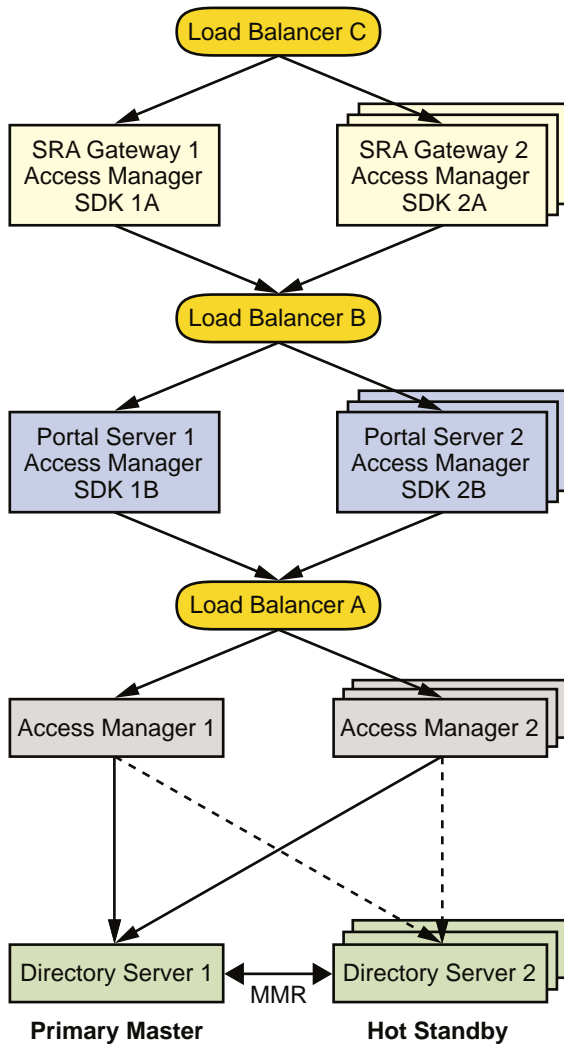 Load Balancer C
SRA Gateway 1
Access Manager
SDK 1A
SRA Gateway 2
Access Manager
SDK 2A
Load Balancer B
Portal Server 1
Access Manager
SDK 1B
Portal Server 2
Access Manager
SDK 2B
Load Balancer A
Access Manager 1
Access Manager 2
Directory Server 1
MMR
Directory Server 2
Primary Master
Hot Standby